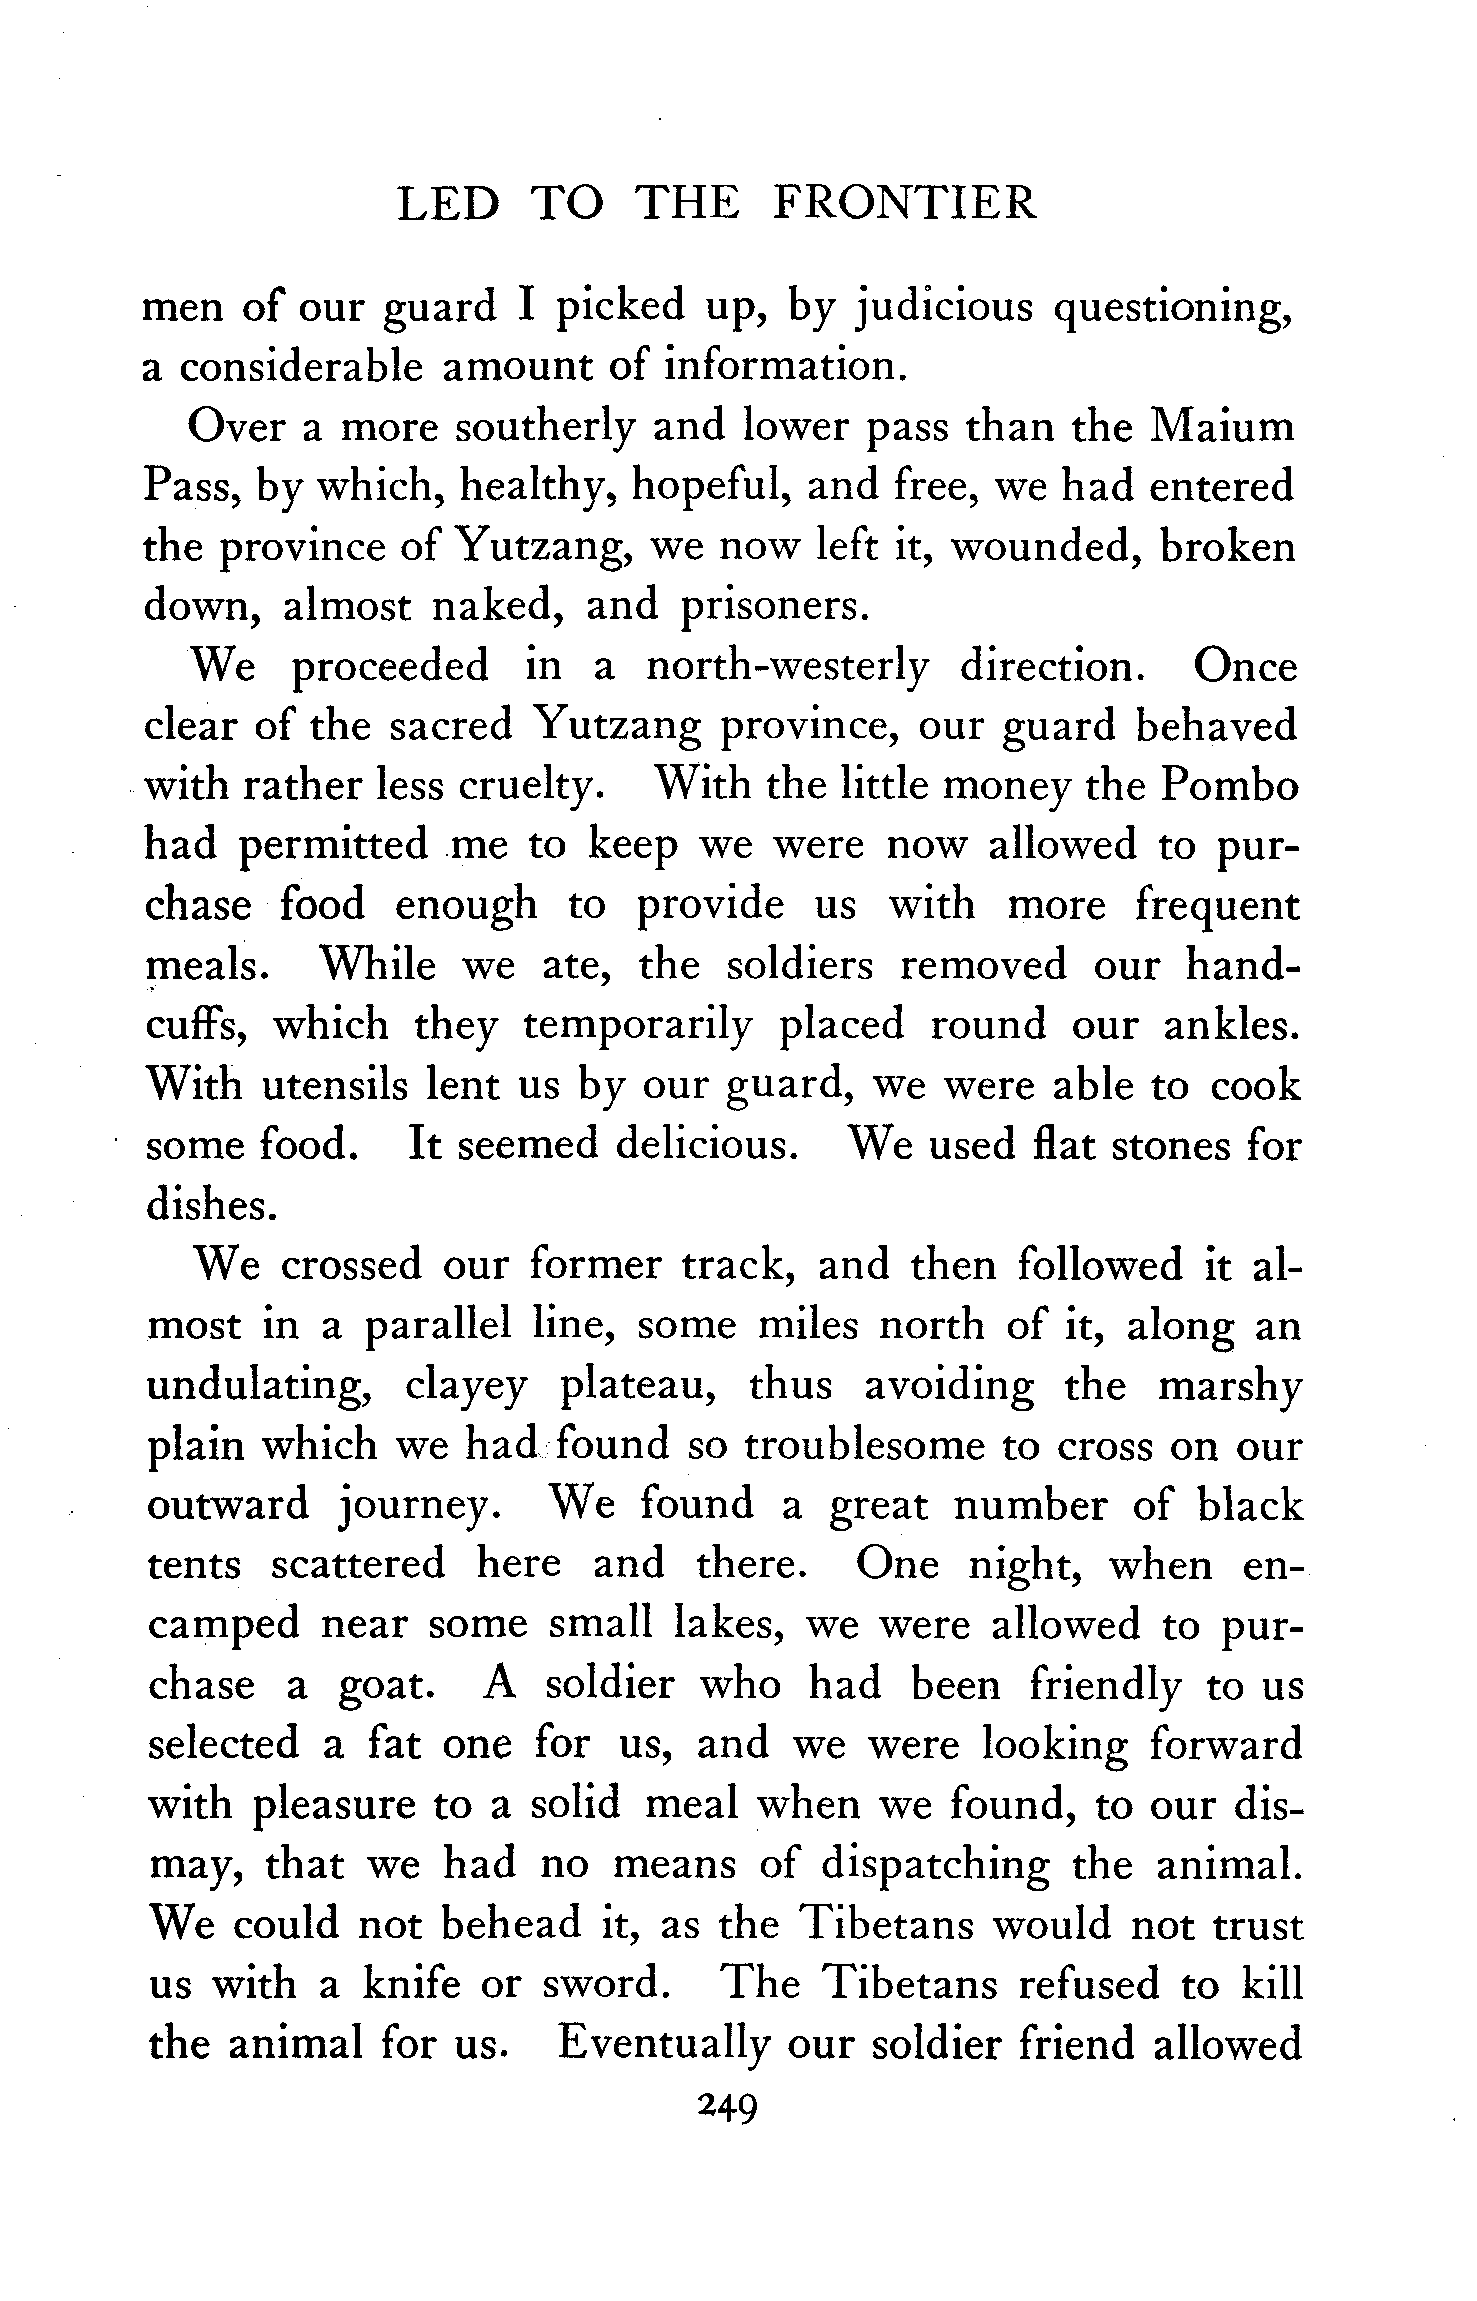 LED TO THE FRONTIER
men of our guard I picked up, by judicious questioning,
a considerable amount of information.
Over a more southerly and lower pass than the Maium
Pass, by which, healthy, hopeful, and free, we had entered
the province of Yutzang, we now left it, wounded, broken
down, almost naked, and prisoners.
We proceeded in a north-westerly direction. Once
clear of the sacred Yutzang province, our guard behaved
with rather less cruelty. With the little money the Pombo
had permitted me to keep we were now allowed to pur-
chase food enough to provide us with more frequent
meals. While we ate, the soldiers removed our hand-
cuffs, which they temporarily placed round our ankles.
With utensils lent us by our guard, we were able to cook
some food. It seemed delicious. We used flat stones for
dishes.
We crossed our former track, and then followed it al-
most in a parallel line, some miles north of it, along an
undulating, clayey plateau, thus avoiding the marshy
plain which we had found so troublesome to cross on our
outward journey. We found a great number of black
tents scattered here and there. One night, when en-
camped near some small lakes, we were allowed to pur-
chase a goat. A soldier who had been friendly to us
selected a fat one for us, and we were looking forward
with pleasure to a solid meal when we found, to our dis-
may, that we had no means of dispatching the animal.
We could not behead it, as the Tibetans would not trust
us with a knife or sword. The Tibetans refused to kill
the animal for us. Eventually our soldier friend allowed
249